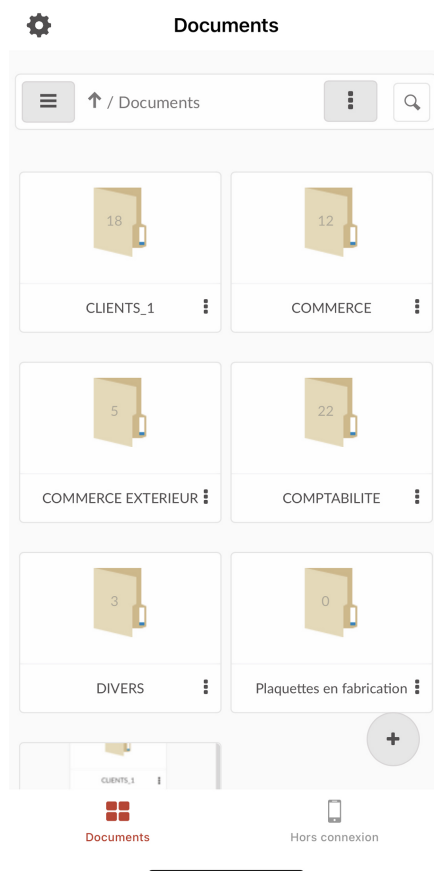 Documents
/ Documents
18
12
CLIENTS_1
COMMERCE
5
22
COMMERCE EXTERIEUR
COMPTABILITE
3
0
DIVERS
Plaquettes en fabrication
CLIENTS_1
Documents
Hors connexion